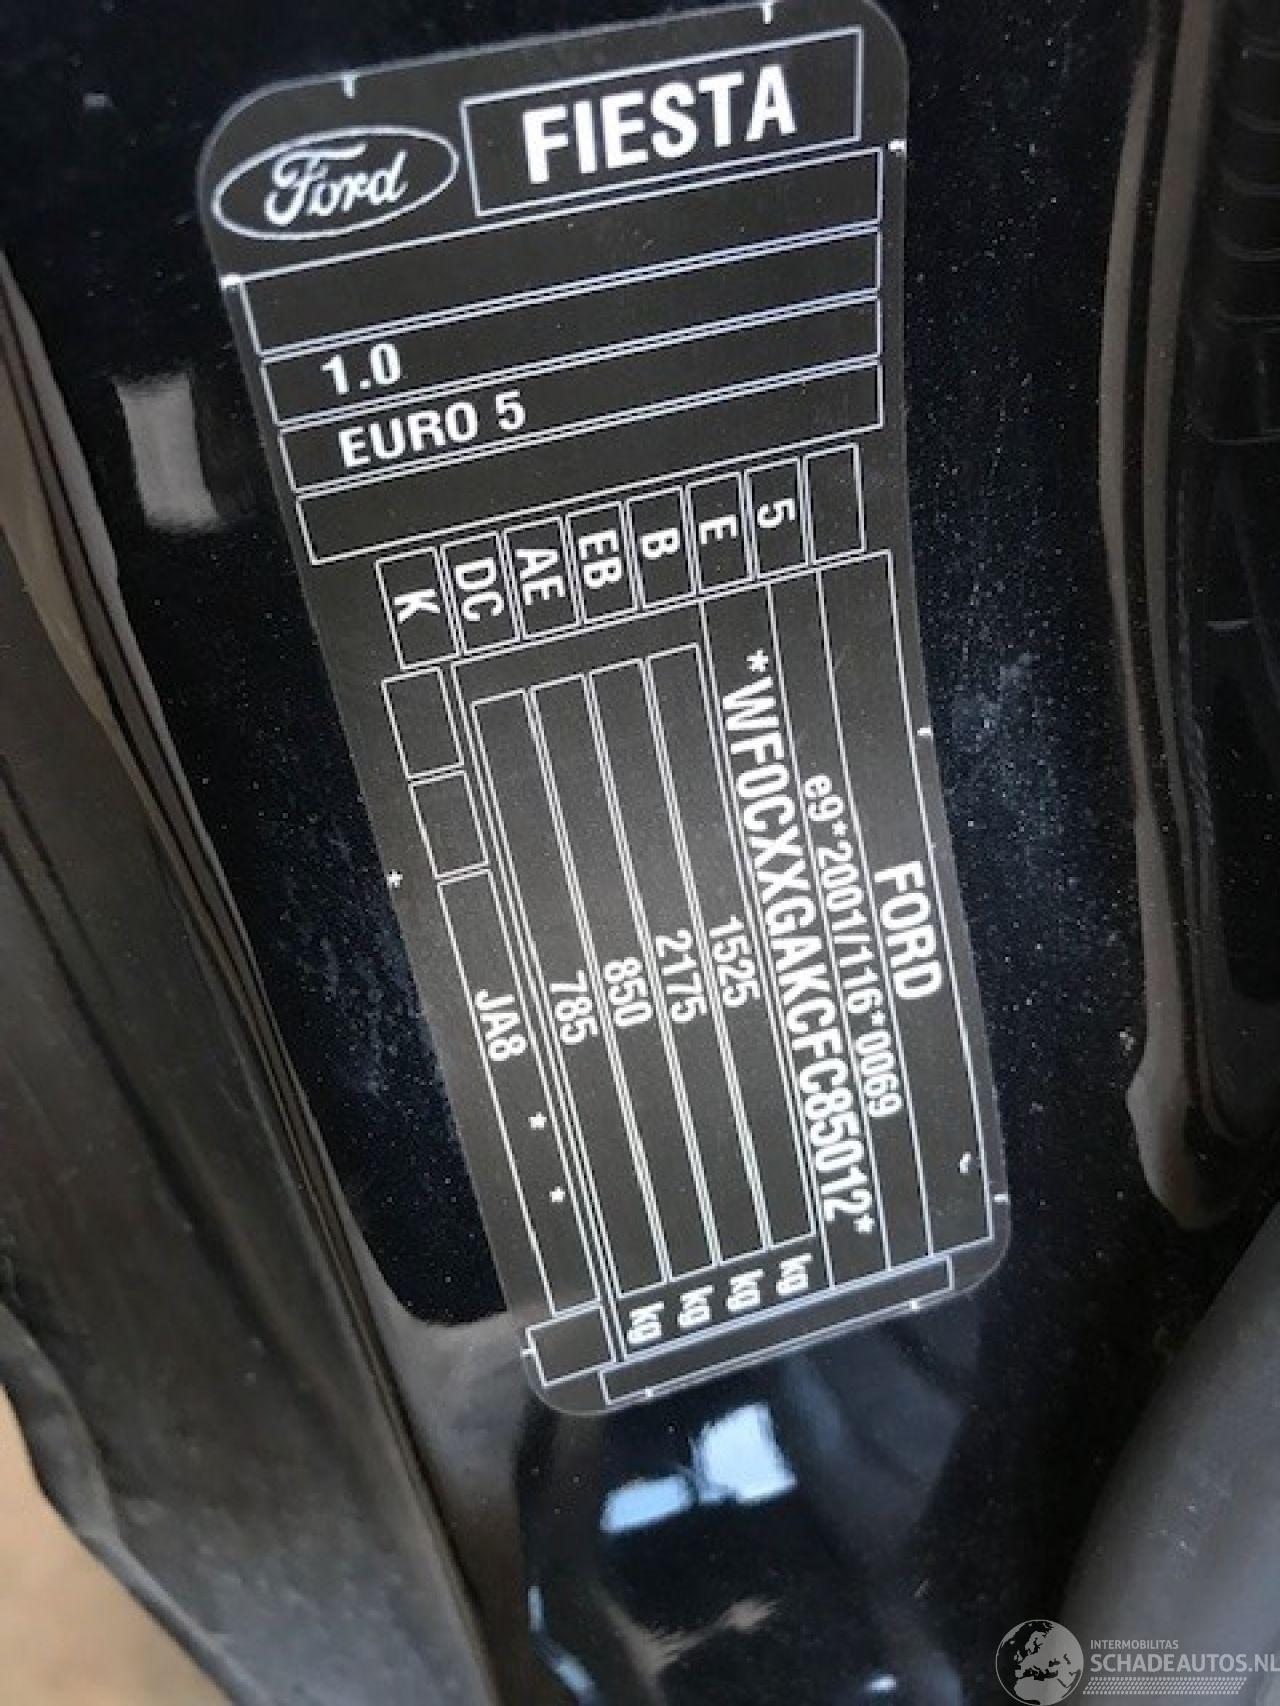 Ford
FIESTA
1.0
EURO 5
K DC AE EB B E 5
FORD
e9*2001/116*0069
*WF0CXXGAKCFC85012*
1525 kg
2175 kg
850 kg
785 kg
JA8 * *
*
INTERMOBILITAS
SCHADEAUTOS.NL